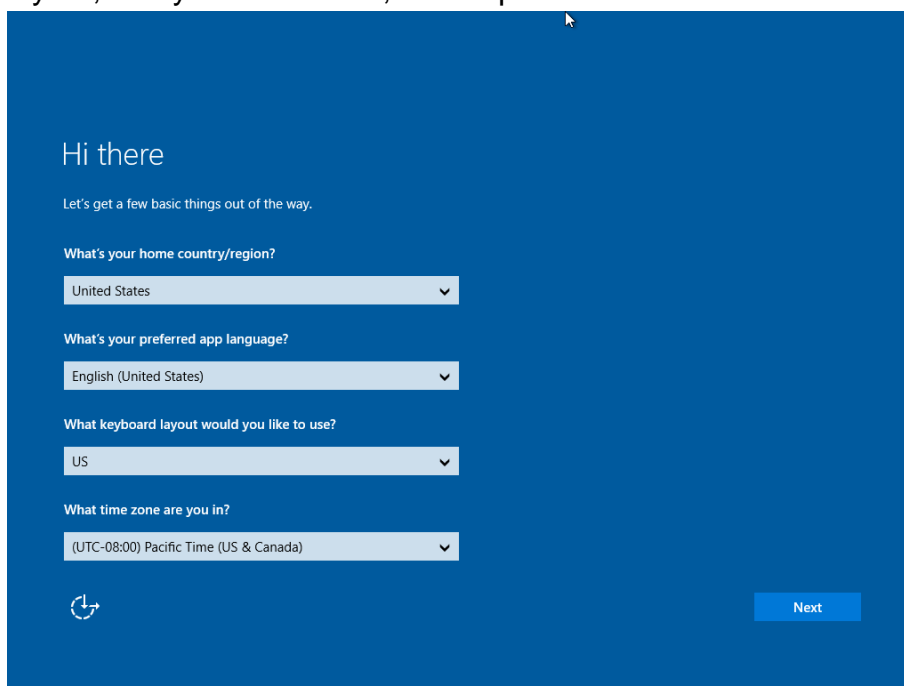 Hi there
Let's get a few basic things out of the way.
What's your home country/region?
United States
What's your preferred app language?
English (United States)
What keyboard layout would you like to use?
US
What time zone are you in?
(UTC-08:00) Pacific Time (US & Canada)
Next